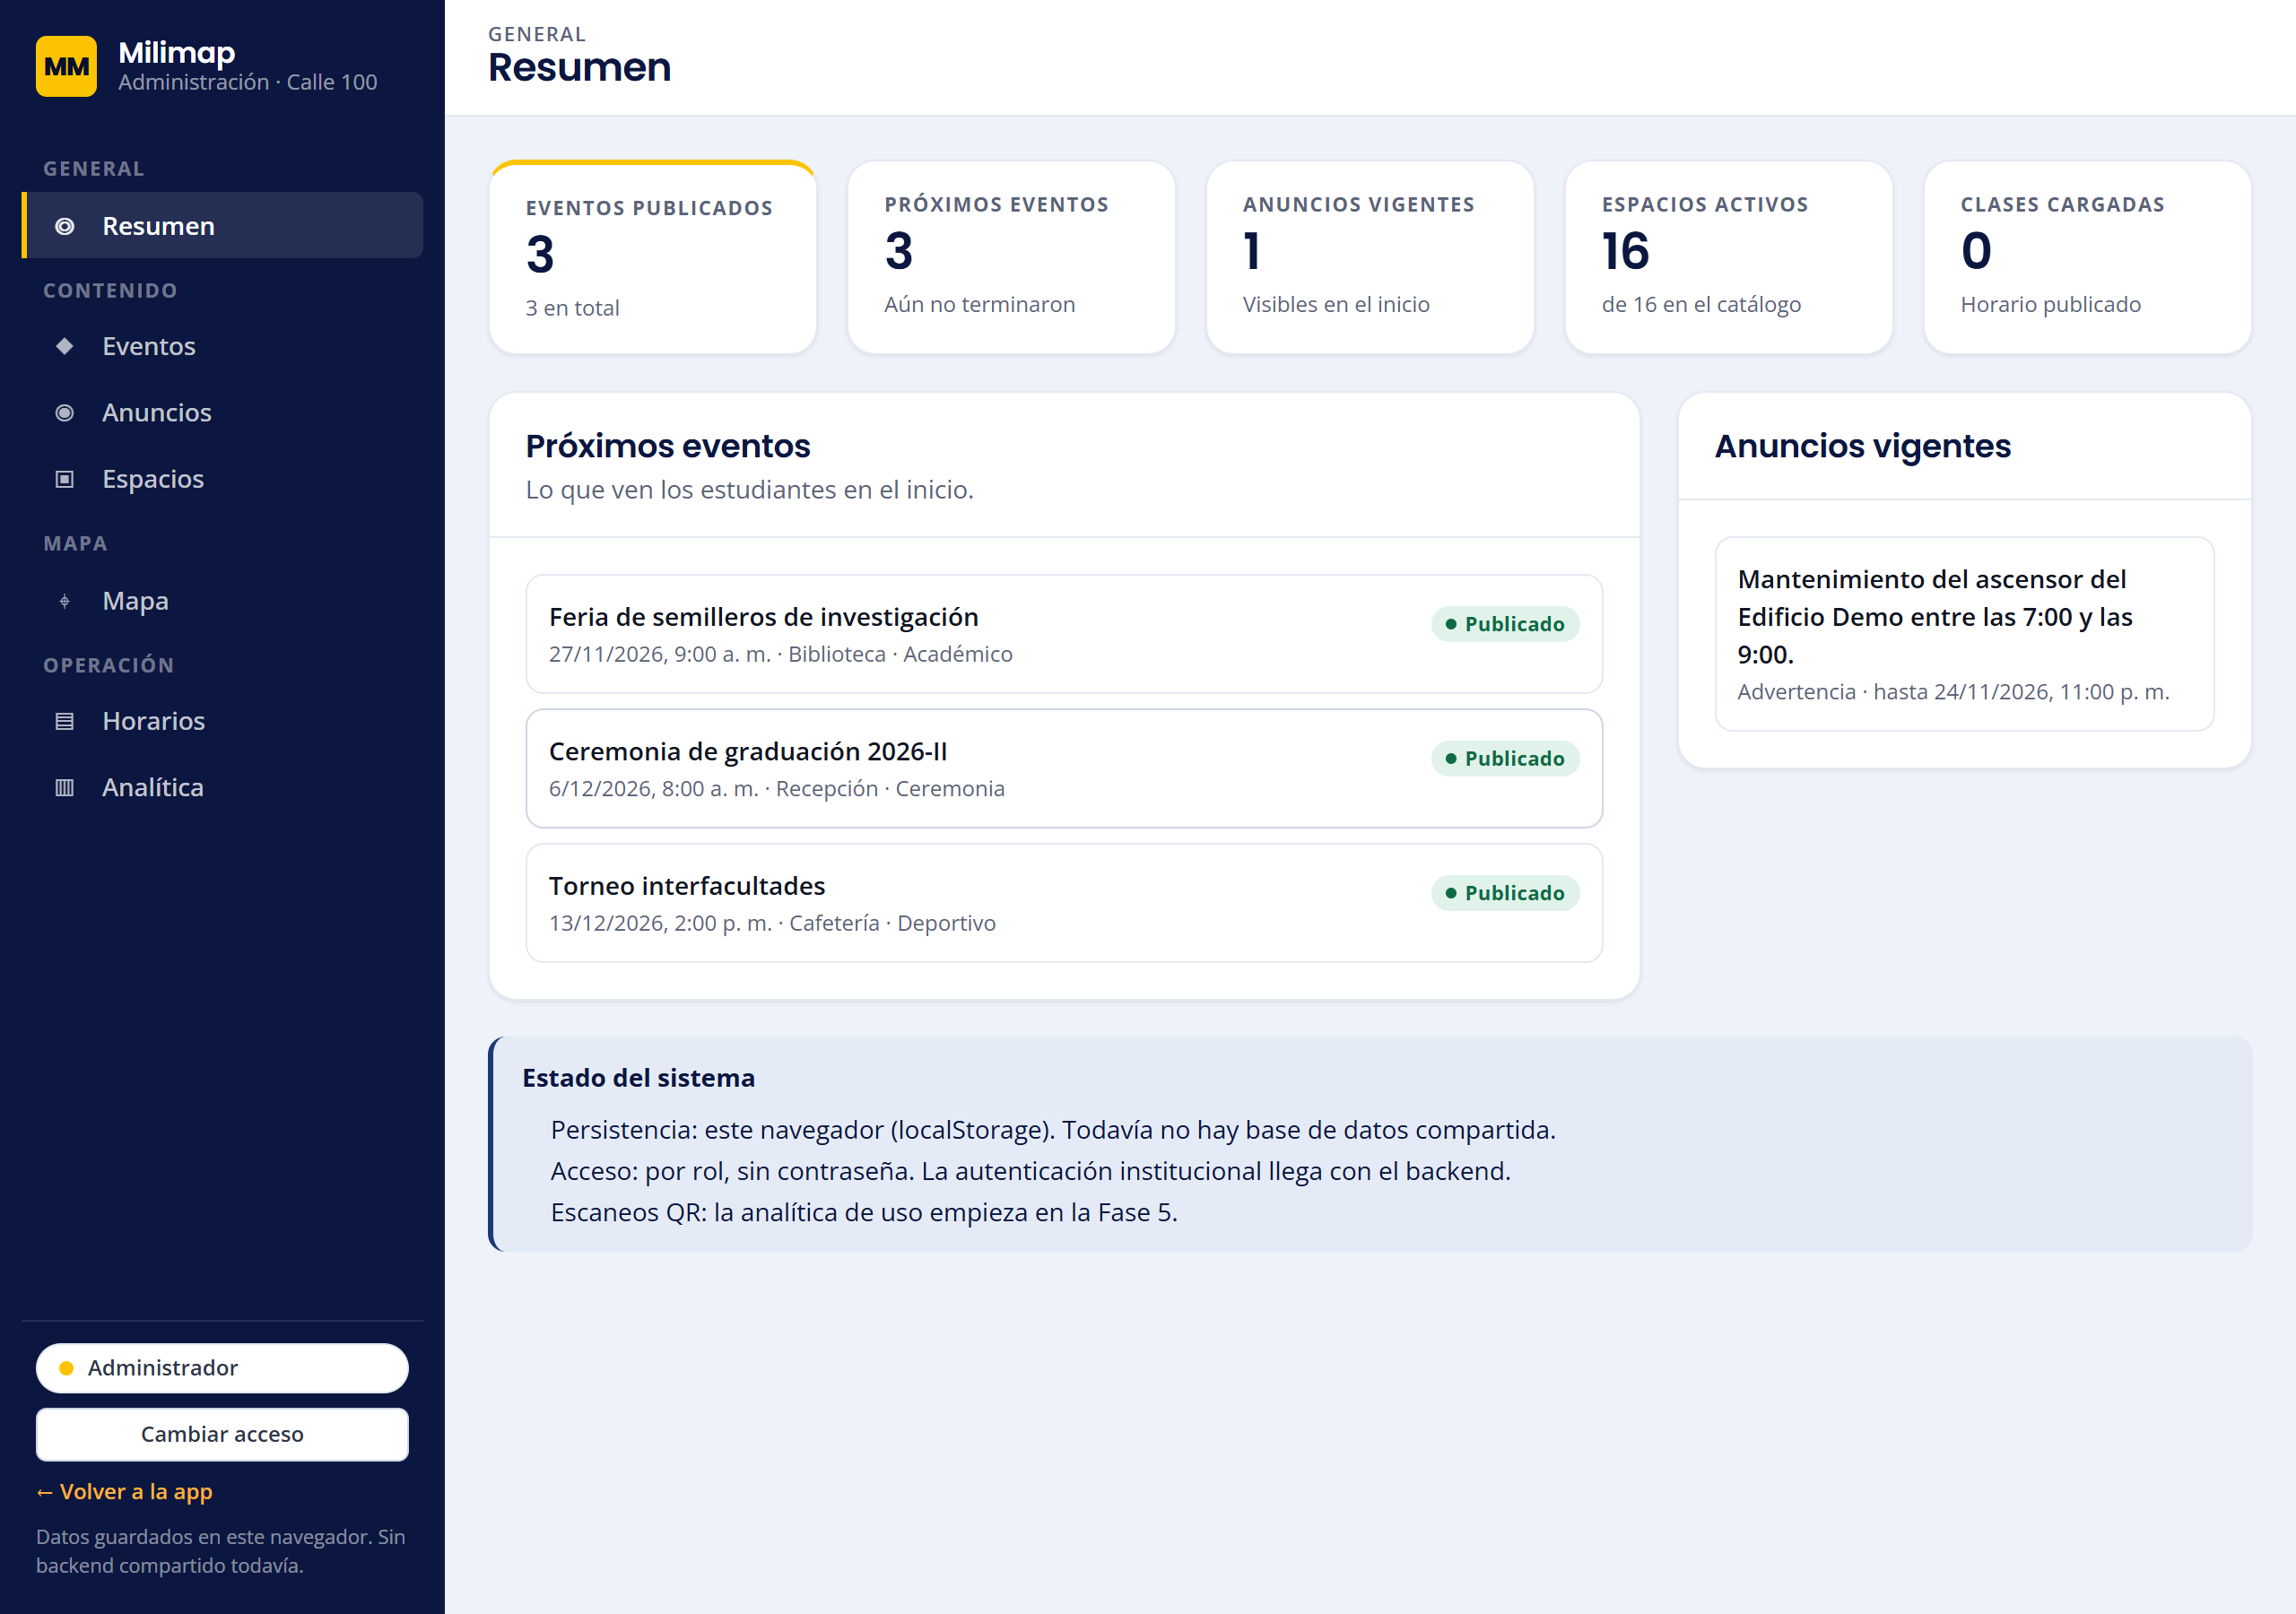 MM
Milimap
Administración · Calle 100
GENERAL
Resumen
CONTENIDO
Eventos
Anuncios
Espacios
MAPA
Mapa
OPERACIÓN
Horarios
Analítica
Administrador
Cambiar acceso
← Volver a la app
Datos guardados en este navegador. Sin
backend compartido todavía.
GENERAL
Resumen
EVENTOS PUBLICADOS
3
3 en total
PRÓXIMOS EVENTOS
3
Aún no terminaron
ANUNCIOS VIGENTES
1
Visibles en el inicio
ESPACIOS ACTIVOS
16
de 16 en el catálogo
CLASES CARGADAS
0
Horario publicado
Próximos eventos
Lo que ven los estudiantes en el inicio.
Feria de semilleros de investigación
Publicado
27/11/2026, 9:00 a. m. · Biblioteca · Académico
Ceremonia de graduación 2026-II
Publicado
6/12/2026, 8:00 a. m. · Recepción · Ceremonia
Torneo interfacultades
Publicado
13/12/2026, 2:00 p. m. · Cafetería · Deportivo
Anuncios vigentes
Mantenimiento del ascensor del
Edificio Demo entre las 7:00 y las
9:00.
Advertencia · hasta 24/11/2026, 11:00 p. m.
Estado del sistema
Persistencia: este navegador (localStorage). Todavía no hay base de datos compartida.
Acceso: por rol, sin contraseña. La autenticación institucional llega con el backend.
Escaneos QR: la analítica de uso empieza en la Fase 5.